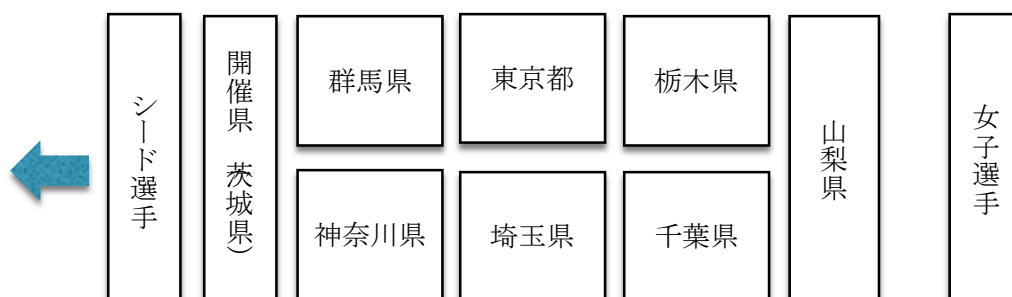 シード選手
開催県　茨城県）
群馬県
東京都
栃木県
神奈川県
埼玉県
千葉県
山梨県
女子選手